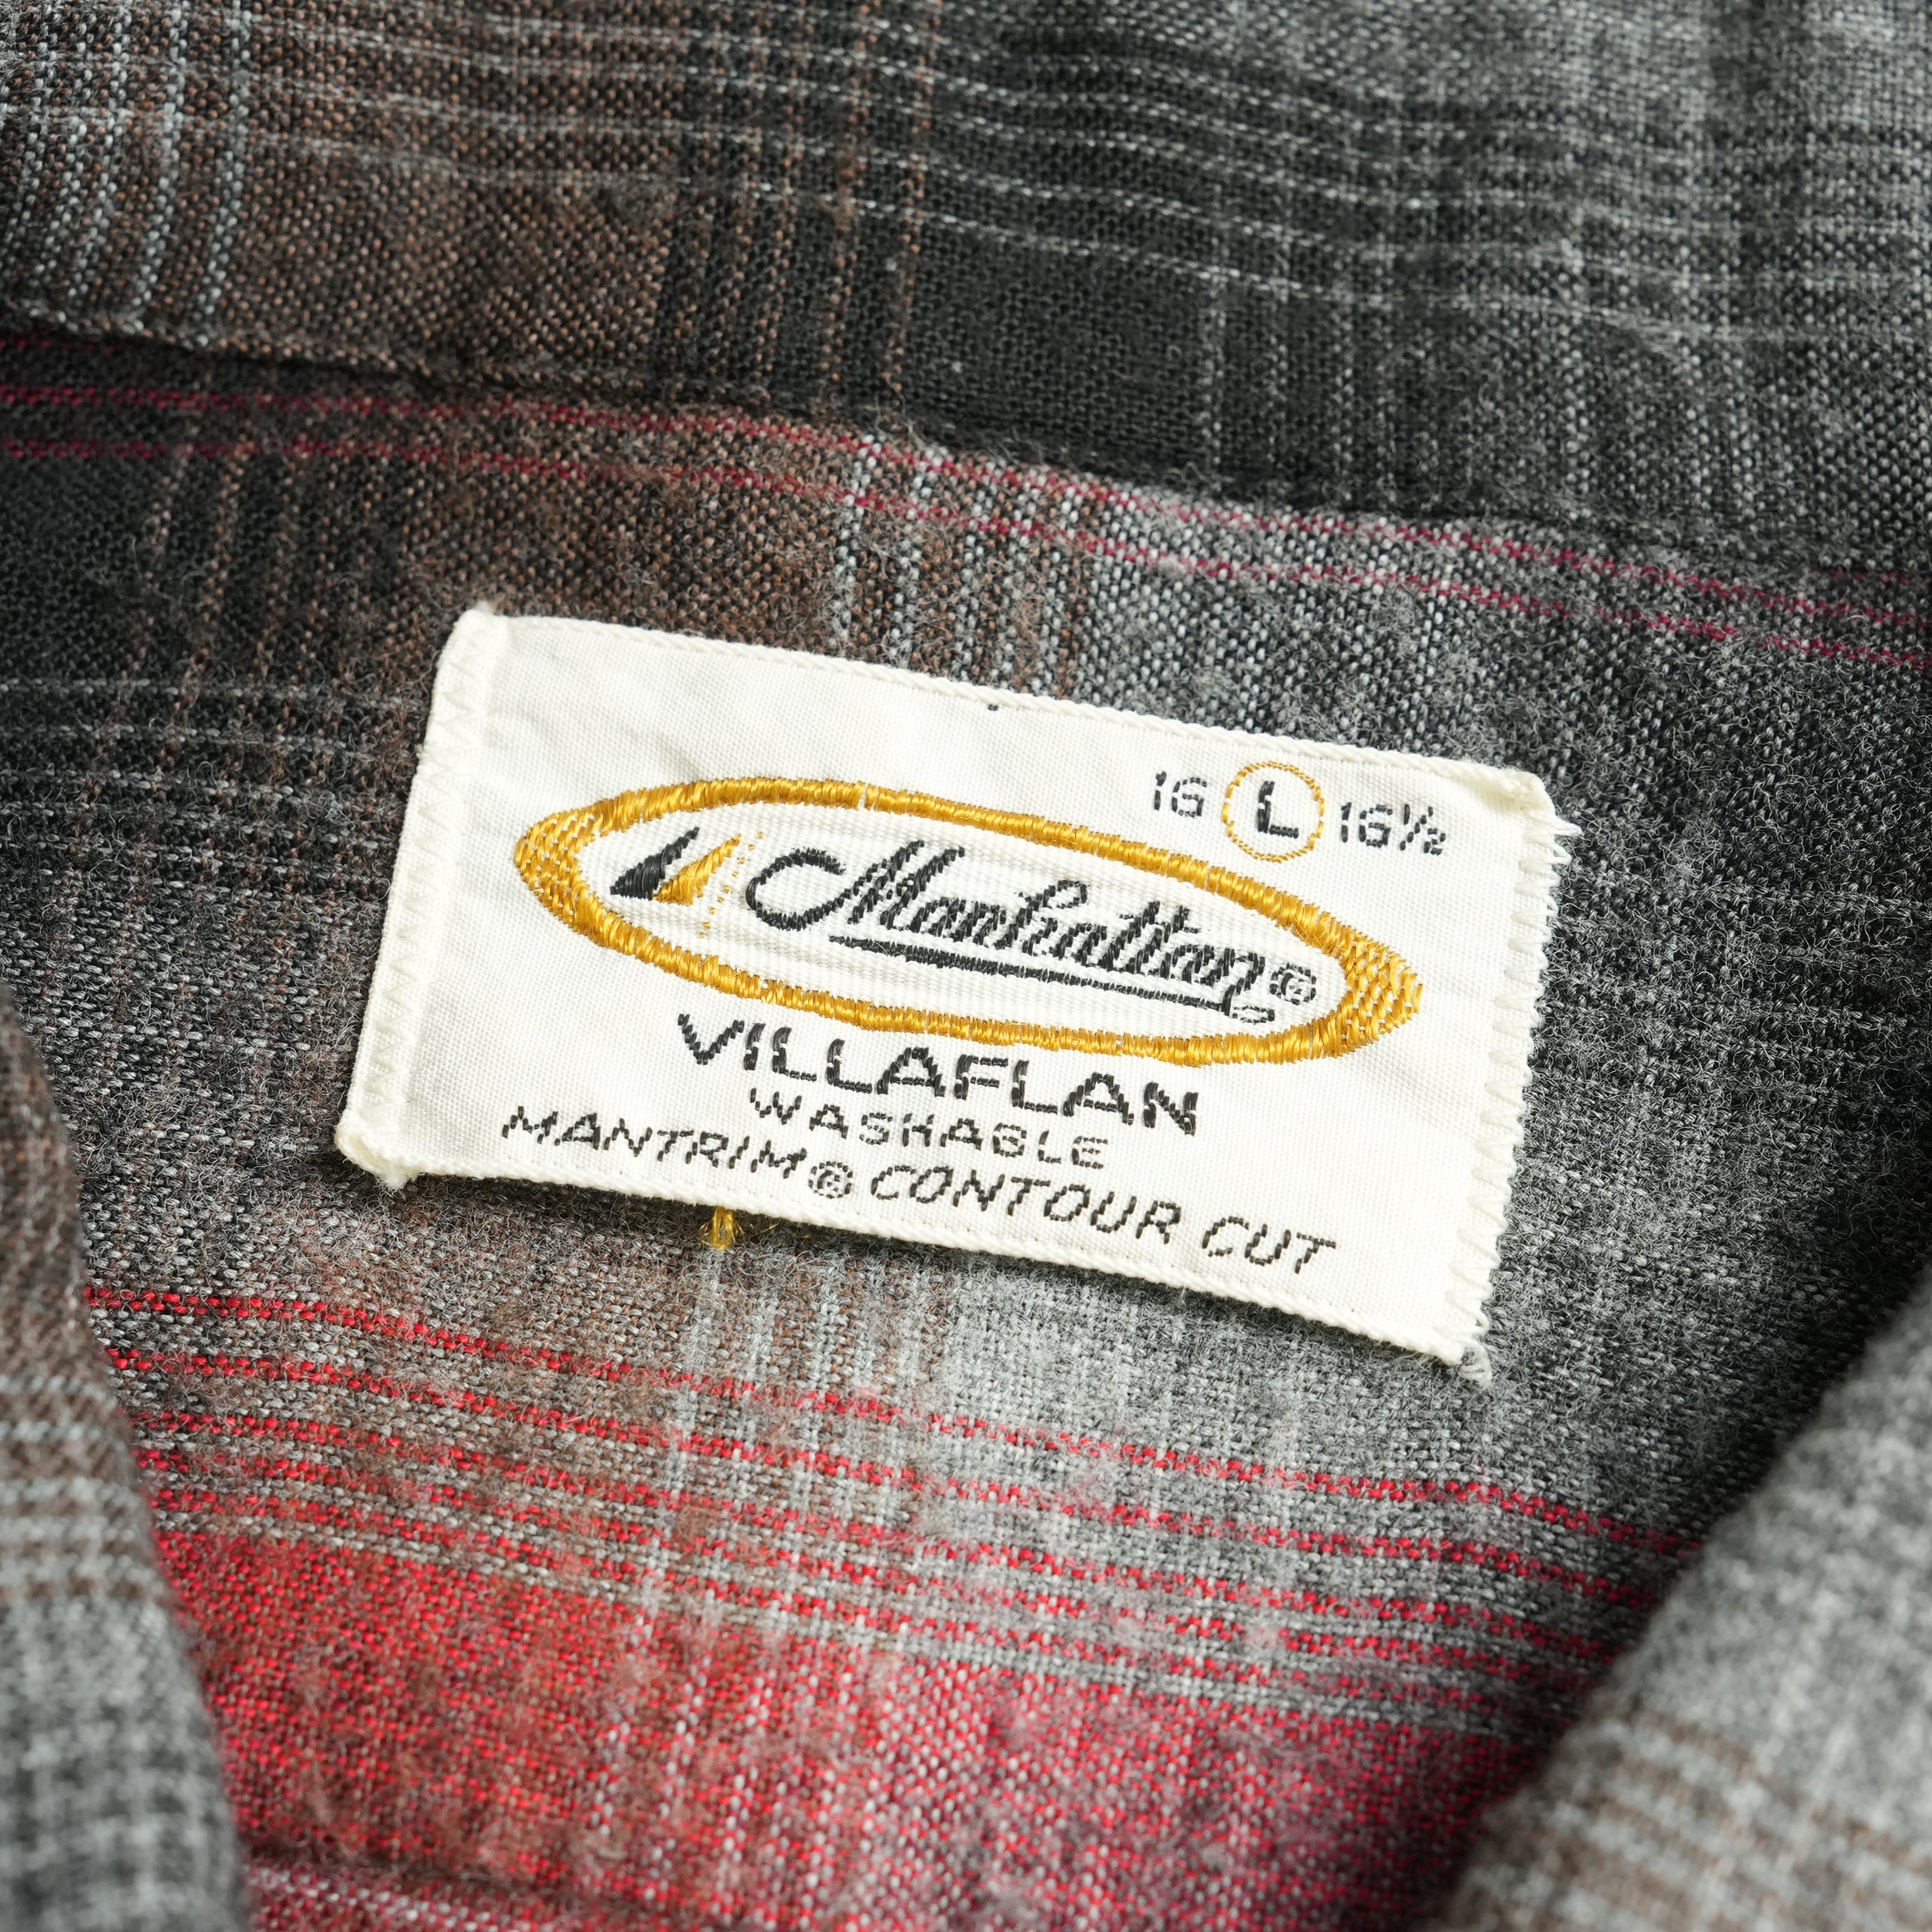 16 L 16½
Manhattan®
VILLAFLAN
WASHABLE
MANTRIM® CONTOUR CUT